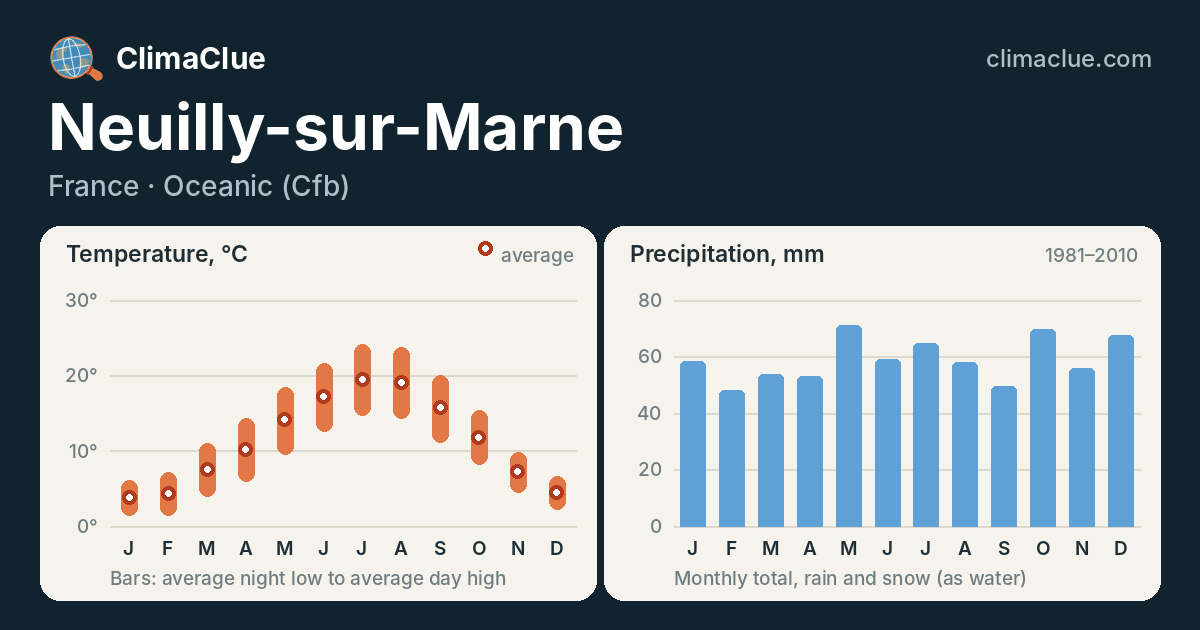 ClimaClue
climaclue.com
Neuilly-sur-Marne
France · Oceanic (Cfb)
Temperature, °C
average
30°
20°
10°
0°
J F M A M J J A S O N D
Bars: average night low to average day high
Precipitation, mm
1981–2010
80
60
40
20
0
J F M A M J J A S O N D
Monthly total, rain and snow (as water)